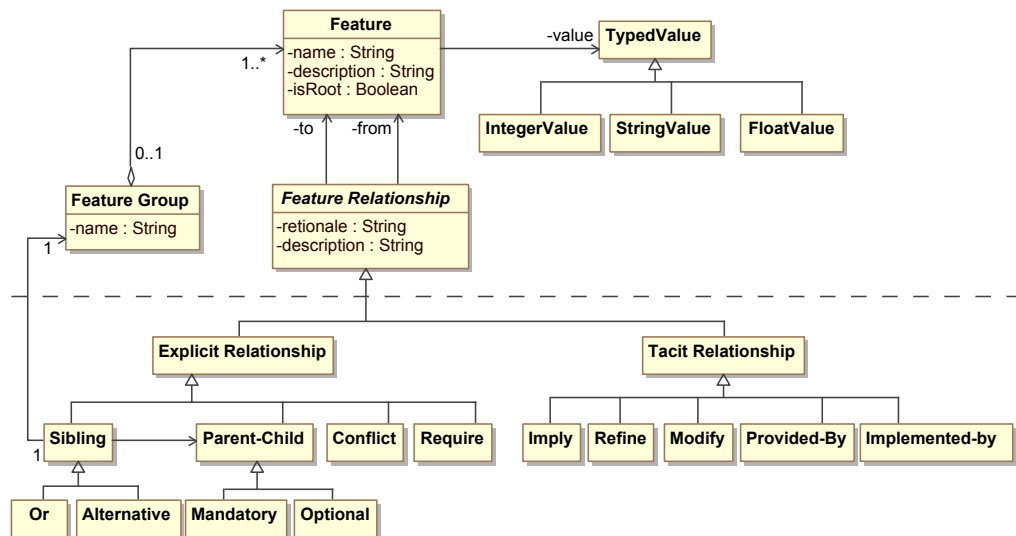 Feature
-name : String
-description : String
-isRoot : Boolean
-value
TypedValue
1..*
IntegerValue
StringValue
FloatValue
-to
-from
0..1
Feature Group
-name : String
1
Feature Relationship
-retionale : String
-description : String
Explicit Relationship
Tacit Relationship
Sibling
1
Parent-Child
Conflict
Require
Imply
Refine
Modify
Provided-By
Implemented-by
Or
Alternative
Mandatory
Optional